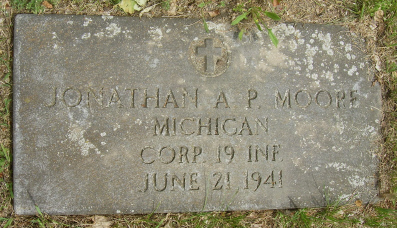 JONATHAN A P. MOORE
MICHIGAN
CORP. 19 INF.
JUNE 21 1941